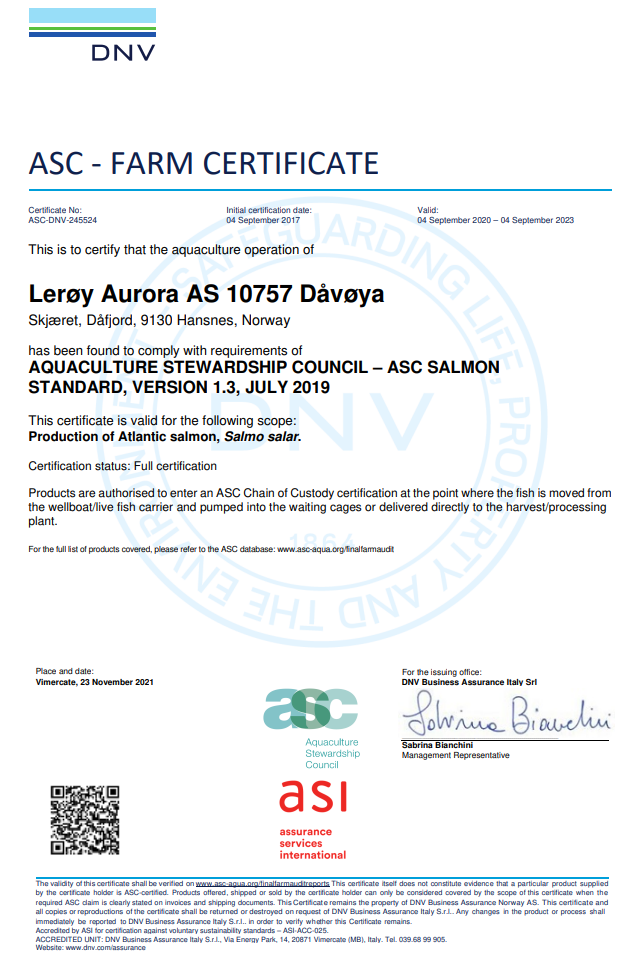 DNV
ASC - FARM CERTIFICATE
Certificate No:
ASC-DNV-245524
Initial certification date:
04 September 2017
Valid:
04 September 2020 – 04 September 2023
This is to certify that the aquaculture operation of
Lerøy Aurora AS 10757 Dåvøya
Skjæret, Dåfjord, 9130 Hansnes, Norway
has been found to comply with requirements of
AQUACULTURE STEWARDSHIP COUNCIL – ASC SALMON
STANDARD, VERSION 1.3, JULY 2019
This certificate is valid for the following scope:
Production of Atlantic salmon, Salmo salar.
Certification status: Full certification
Products are authorised to enter an ASC Chain of Custody certification at the point where the fish is moved from
the wellboat/live fish carrier and pumped into the waiting cages or delivered directly to the harvest/processing
plant.
For the full list of products covered, please refer to the ASC database: www.asc-aqua.org/finalfarmaudit
SAFEGUARDING LIFE, PROPERTY AND THE ENVIRONMENT
DNV
1864
Place and date:
Vimercate, 23 November 2021
For the issuing office:
DNV Business Assurance Italy Srl
Sabrina Bianchini
Sabrina Bianchini
Management Representative
asc
Aquaculture
Stewardship
Council
asi
assurance
services
international
The validity of this certificate shall be verified on www.asc-aqua.org/finalfarmauditreports This certificate itself does not constitute evidence that a particular product supplied
by the certificate holder is ASC-certified. Products offered, shipped or sold by the certificate holder can only be considered covered by the scope of this certificate when the
required ASC claim is clearly stated on invoices and shipping documents. This Certificate remains the property of DNV Business Assurance Norway AS. This certificate and
all copies or reproductions of the certificate shall be returned or destroyed on request of DNV Business Assurance Italy S.r.l.. Any changes in the product or process shall
immediately be reported to DNV Business Assurance Italy S.r.l.. in order to verify whether this Certificate remains.
Accredited by ASI for certification against voluntary sustainability standards – ASI-ACC-025.
ACCREDITED UNIT: DNV Business Assurance Italy S.r.l., Via Energy Park, 14, 20871 Vimercate (MB), Italy. Tel. 039.68 99 905.
Website: www.dnv.com/assurance